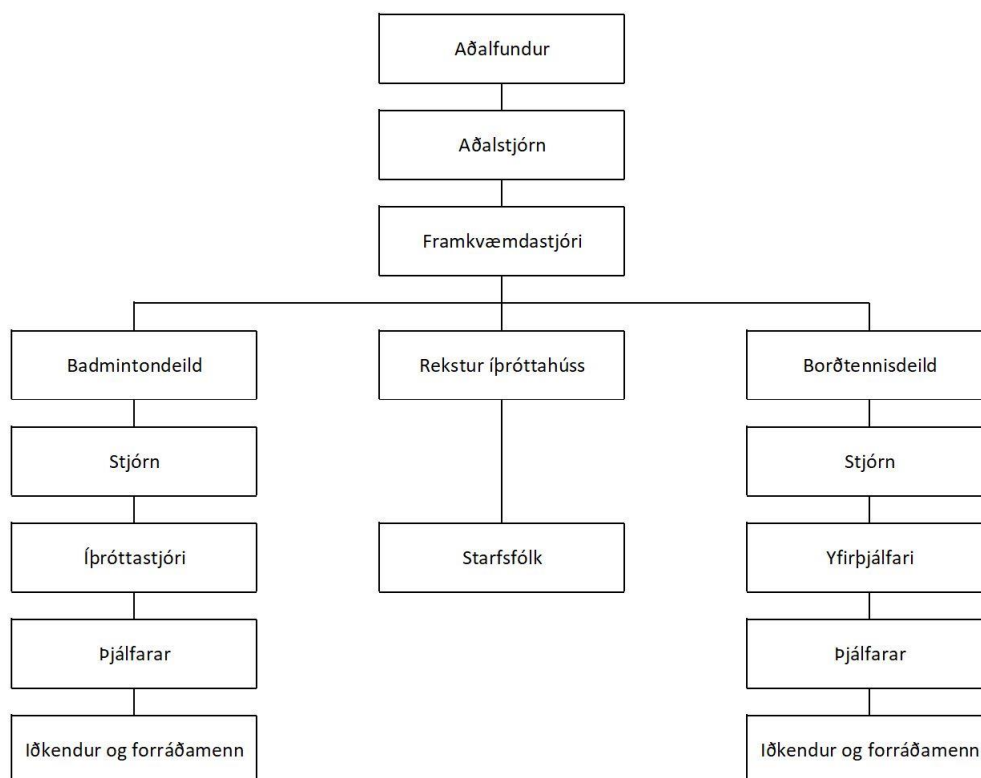 Aðalfundur
Aðalstjórn
Framkvæmdastjóri
Badmintondeild
Rekstur íþróttahúss
Borðtennisdeild
Stjórn
Stjórn
Íþróttastjóri
Starfsfólk
Yfirþjálfari
Þjálfarar
Þjálfarar
Iðkendur og forráðamenn
Iðkendur og forráðamenn